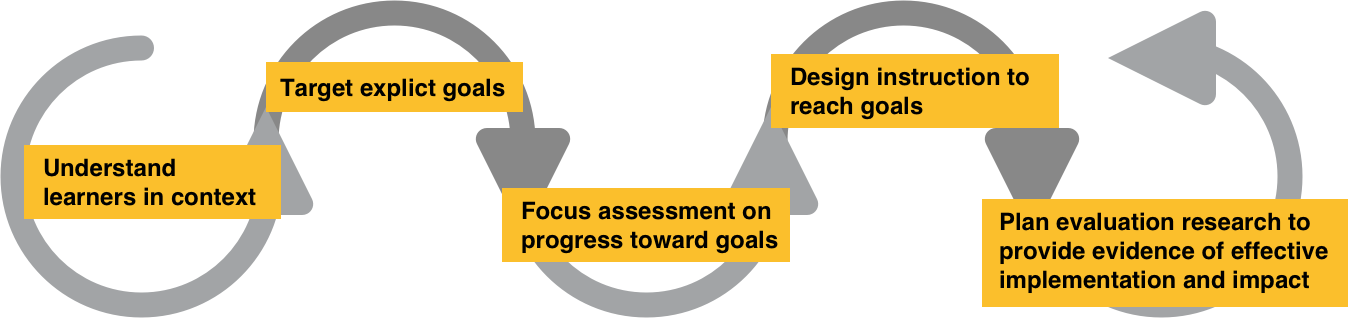 Understand
learners in context
Target explict goals
Focus assessment on
progress toward goals
Design instruction to
reach goals
Plan evaluation research to
provide evidence of effective
implementation and impact